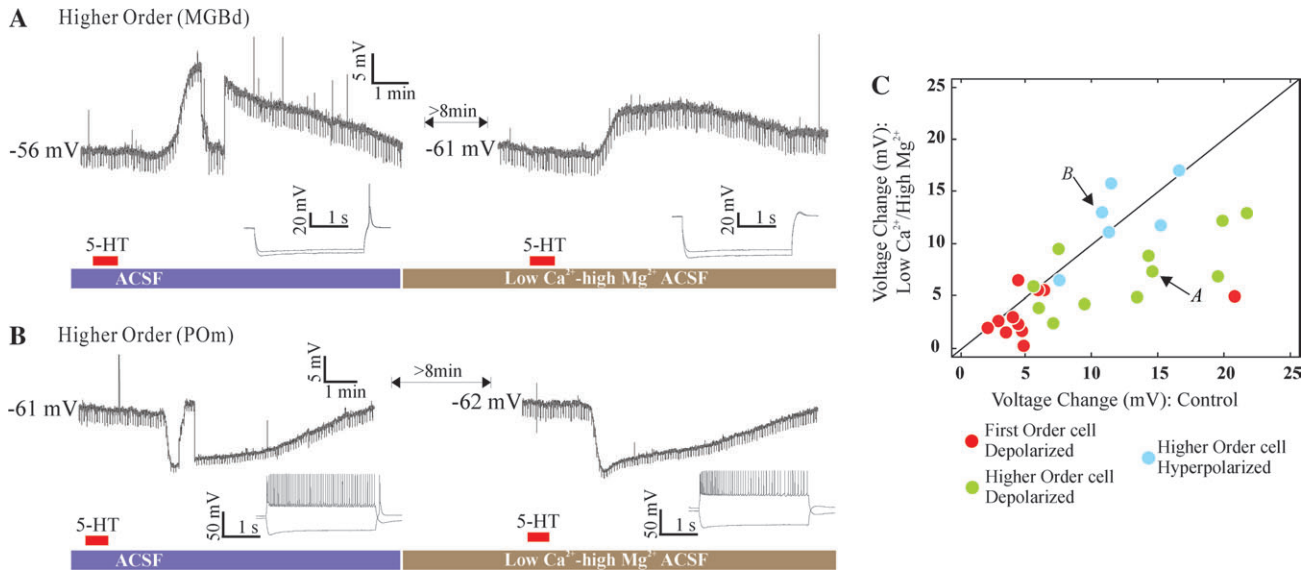 A Higher Order (MGBd)
5 mV
1 min
>8min
-56 mV
-61 mV
20 mV
1 s
20 mV
1 s
5-HT
5-HT
ACSF
Low Ca²⁺-high Mg²⁺ ACSF
B Higher Order (POm)
5 mV
1 min
>8min
-61 mV
-62 mV
50 mV
1 s
50 mV
1 s
5-HT
5-HT
ACSF
Low Ca²⁺-high Mg²⁺ ACSF
C
Voltage Change (mV):
Low Ca²⁺/High Mg²⁺
25
20
15
10
5
0
B
A
0 5 10 15 20 25
Voltage Change (mV): Control
First Order cell
Depolarized
Higher Order cell
Depolarized
Higher Order cell
Hyperpolarized